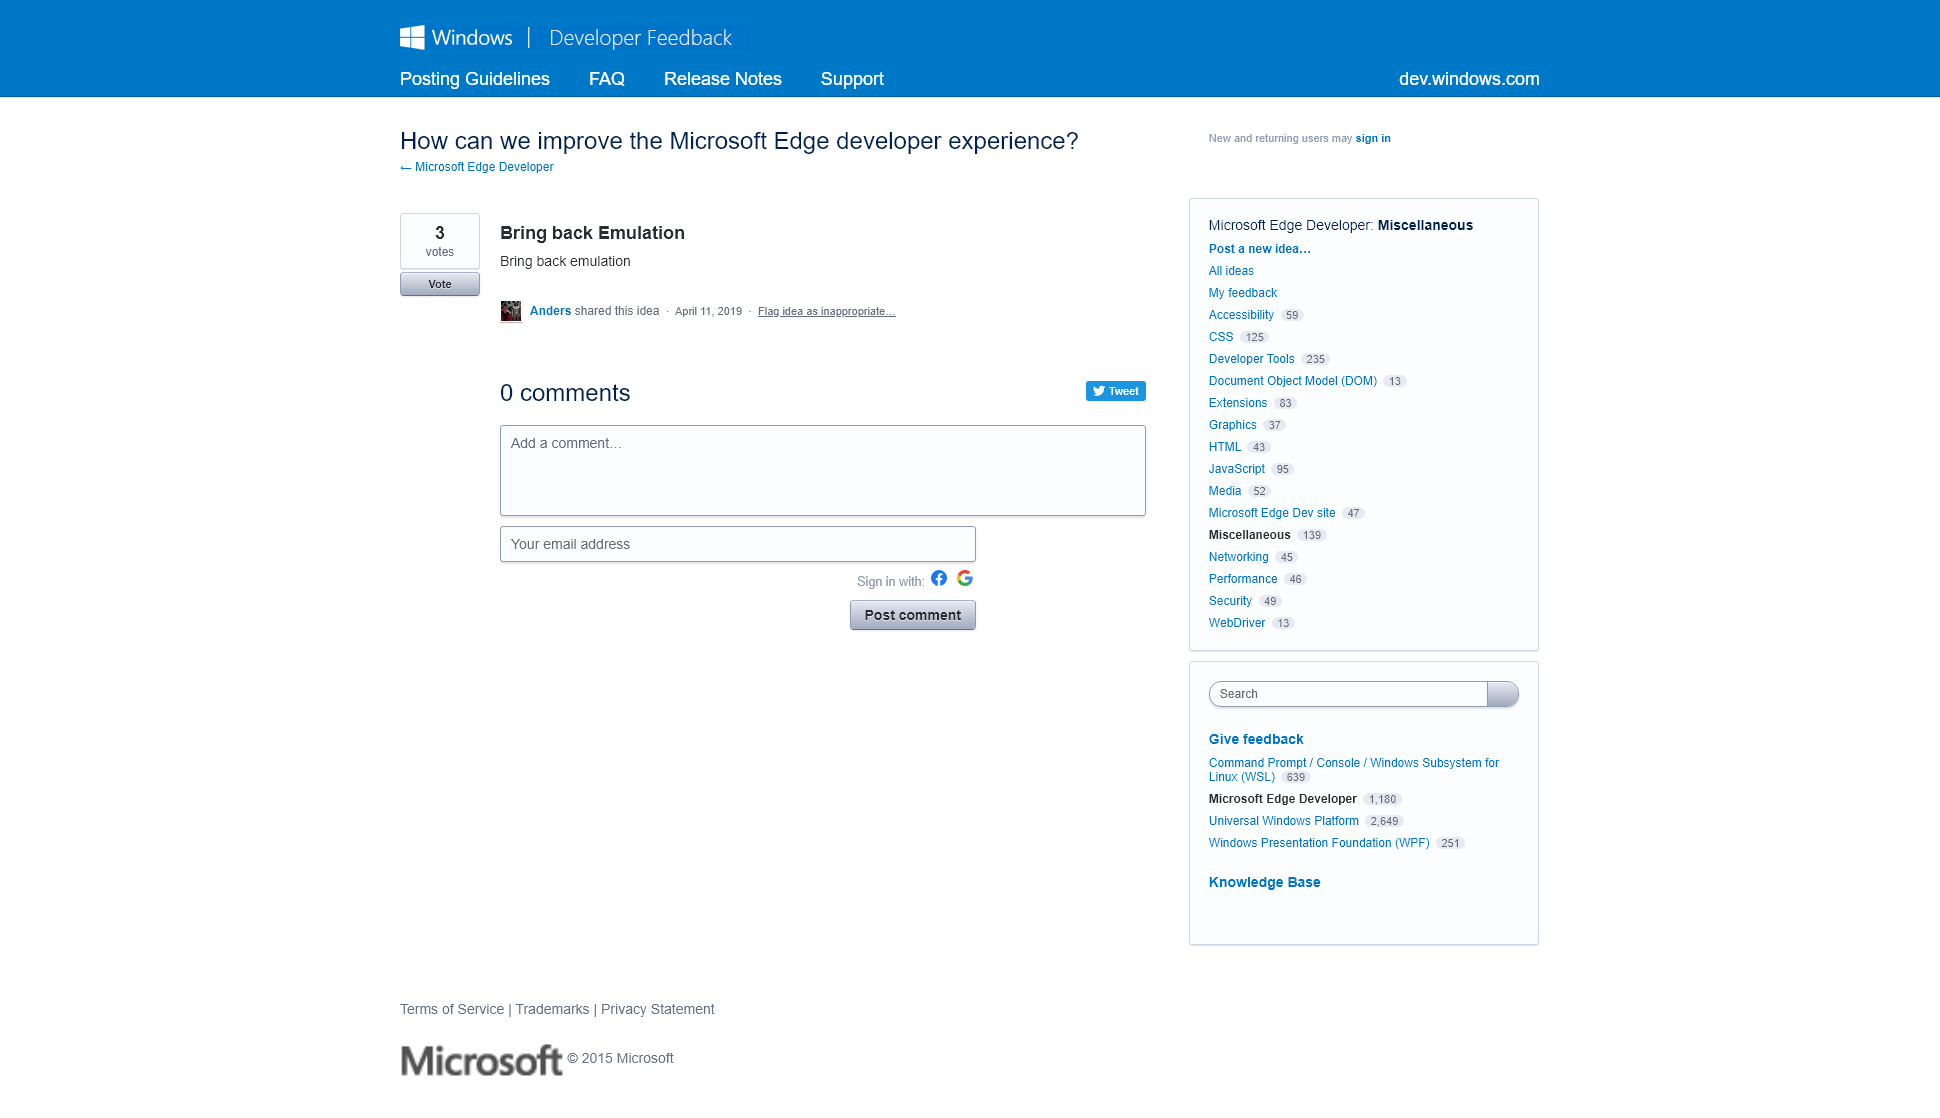 Windows | Developer Feedback
Posting Guidelines FAQ Release Notes Support dev.windows.com
How can we improve the Microsoft Edge developer experience?
← Microsoft Edge Developer
New and returning users may sign in
3
votes
Vote
Bring back Emulation
Bring back emulation
Anders shared this idea · April 11, 2019 · Flag idea as inappropriate…
0 comments
Tweet
Add a comment…
Your email address
Sign in with:
Post comment
Microsoft Edge Developer: Miscellaneous
Post a new idea…
All ideas
My feedback
Accessibility 59
CSS 125
Developer Tools 235
Document Object Model (DOM) 13
Extensions 83
Graphics 37
HTML 43
JavaScript 95
Media 52
Microsoft Edge Dev site 47
Miscellaneous 139
Networking 45
Performance 46
Security 49
WebDriver 13
Search
Give feedback
Command Prompt / Console / Windows Subsystem for
Linux (WSL) 639
Microsoft Edge Developer 1,180
Universal Windows Platform 2,649
Windows Presentation Foundation (WPF) 251
Knowledge Base
Terms of Service | Trademarks | Privacy Statement
Microsoft © 2015 Microsoft